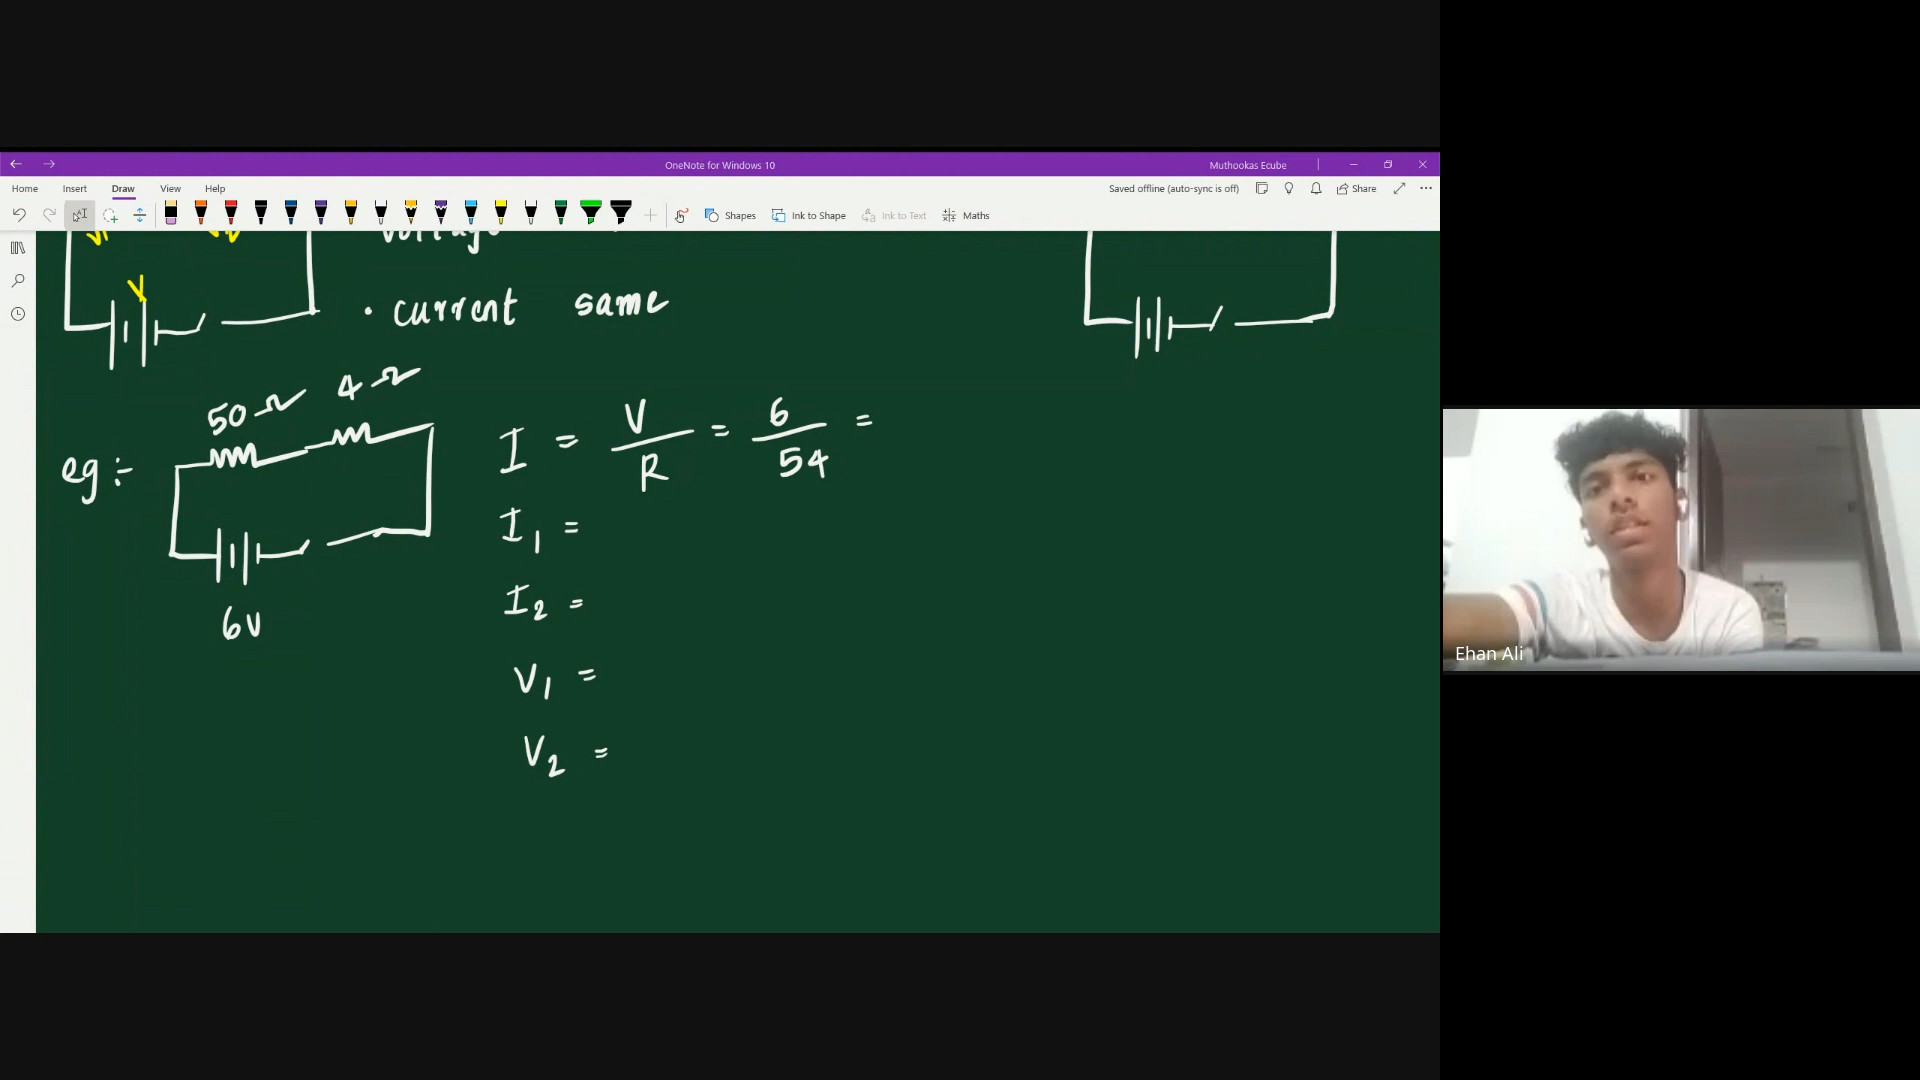 OneNote for Windows 10
Muthookas Ecube
Home Insert Draw View Help
Saved offline (auto-sync is off) Share
Shapes Ink to Shape Ink to Text Maths
V
• current same
50 Ω 4 Ω
eg :-
6V
I = V/R = 6/54 =
I₁ =
I₂ =
V₁ =
V₂ =
Ehan Ali